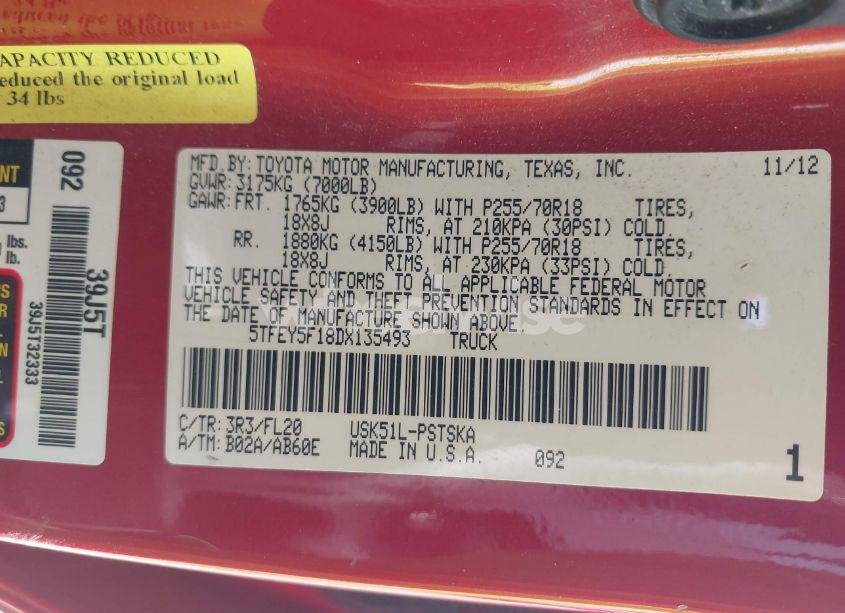 APACITY REDUCED
educed the original load
34 lbs
092
39J5T
39J5T32333
NT
3
lbs.
lb.
S
R
MFD.BY: TOYOTA MOTOR MANUFACTURING, TEXAS, INC. 11/12
GVWR: 3175KG (7000LB)
GAWR: FRT. 1765KG (3900LB) WITH P255/70R18 TIRES,
18X8J RIMS, AT 210KPA (30PSI) COLD.
RR. 1880KG (4150LB) WITH P255/70R18 TIRES,
18X8J RIMS, AT 230KPA (33PSI) COLD.
THIS VEHICLE CONFORMS TO ALL APPLICABLE FEDERAL MOTOR
VEHICLE SAFETY AND THEFT PREVENTION STANDARDS IN EFFECT ON
THE DATE OF MANUFACTURE SHOWN ABOVE.
5TFEY5F18DX135493 TRUCK
C/TR: 3R3/FL20 USK51L-PSTSKA
A/TM: B02A/AB60E MADE IN U.S.A. 092 1